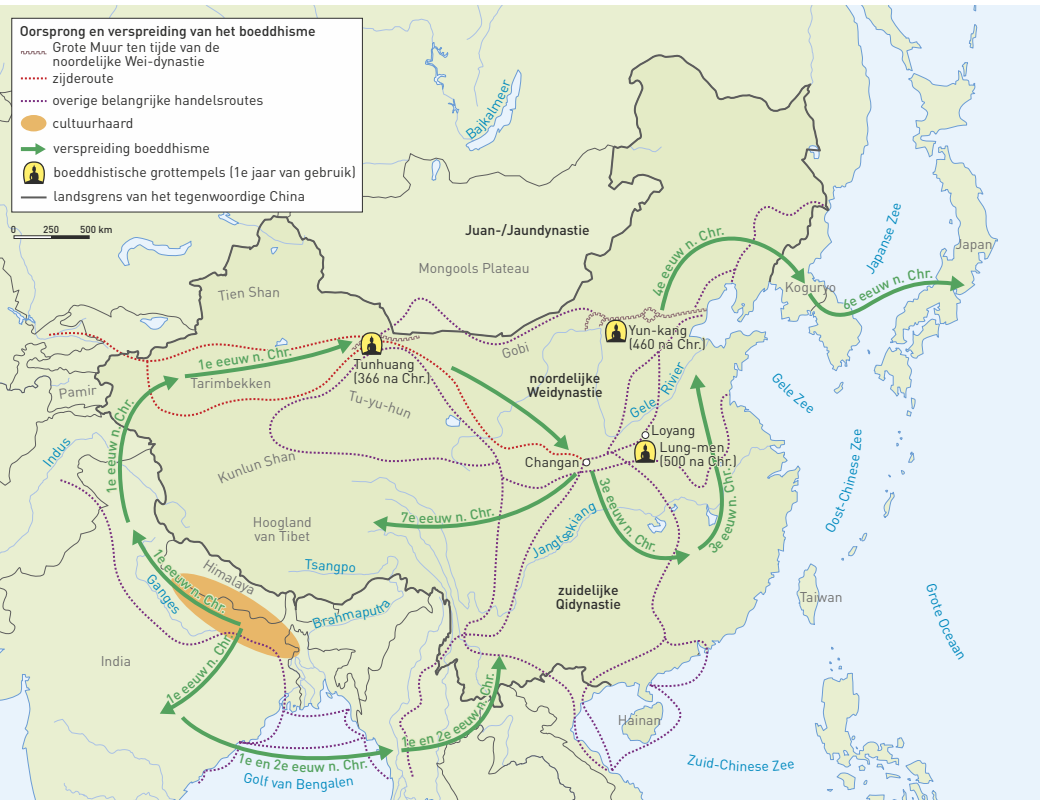 Oorsprong en verspreiding van het boeddhisme
Grote Muur ten tijde van de
noordelijke Wei-dynastie
zijderoute
overige belangrijke handelsroutes
cultuurhaard
verspreiding boeddhisme
boeddhistische grottempels (1e jaar van gebruik)
landsgrens van het tegenwoordige China
0 250 500 km
Bajkalmeer
Juan-/Jaundynastie
Mongools Plateau
Tien Shan
4e eeuw n. Chr.
Japanse Zee
Japan
Koguryo
6e eeuw n. Chr.
Yun-kang
(460 na Chr.)
Gobi
1e eeuw n. Chr.
Tunhuang
(366 na Chr.)
Tarimbekken
Pamir
Tu-yu-hun
noordelijke
Weidynastie
Gele Rivier
Gele Zee
1e eeuw n. Chr.
Indus
Loyang
Lung-men
(500 na Chr.)
Changan
Kunlun Shan
3e eeuw n. Chr.
3e eeuw n. Chr.
Oost-Chinese Zee
7e eeuw n. Chr.
Hoogland
van Tibet
Jangtsekiang
Tsangpo
Himalaya
1e eeuw n. Chr.
Ganges
Brahmaputra
zuidelijke
Qidynastie
Taiwan
Grote Oceaan
India
1e eeuw n. Chr.
1e en 2e eeuw n. Chr.
Hainan
1e en 2e eeuw n. Chr.
Golf van Bengalen
Zuid-Chinese Zee